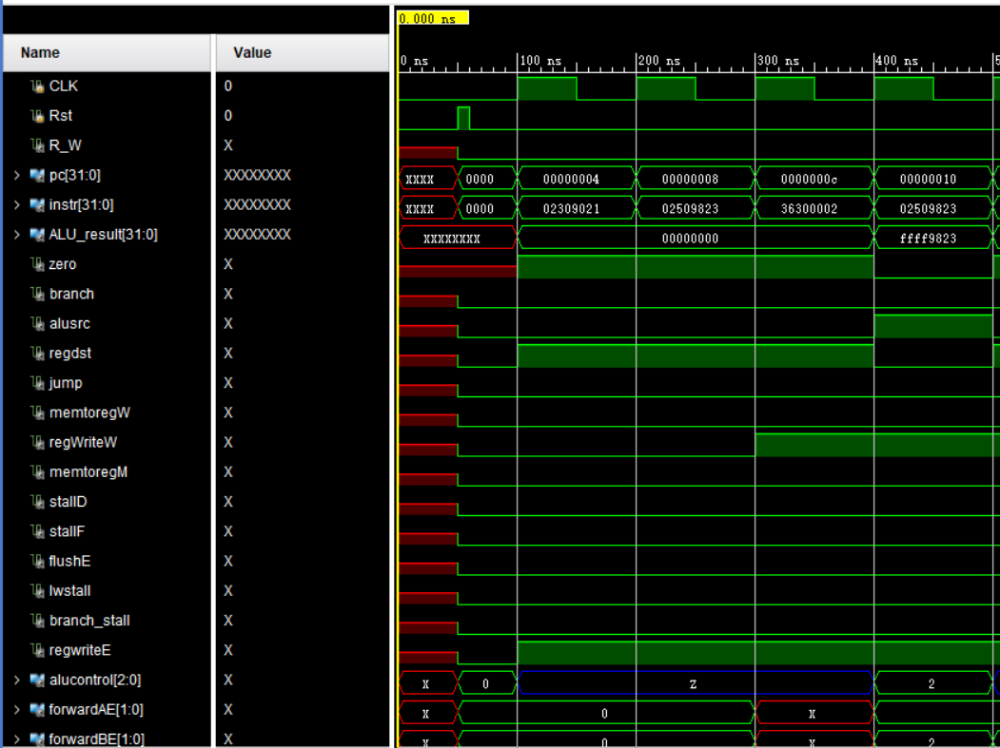 0.000 ns
Name Value
0 ns 100 ns 200 ns 300 ns 400 ns 5
CLK 0
Rst 0
R_W X
pc[31:0] XXXXXXXX XXXX 0000 00000004 00000008 0000000c 00000010
instr[31:0] XXXXXXXX XXXX 0000 02309021 02509823 36300002 02509823
ALU_result[31:0] XXXXXXXX XXXXXXXX 00000000 ffff9823
zero X
branch X
alusrc X
regdst X
jump X
memtoregW X
regWriteW X
memtoregM X
stallD X
stallF X
flushE X
lwstall X
branch_stall X
regwriteE X
alucontrol[2:0] X X 0 Z 2
forwardAE[1:0] X X 0 X
forwardBE[1:0] X X 0 X 2